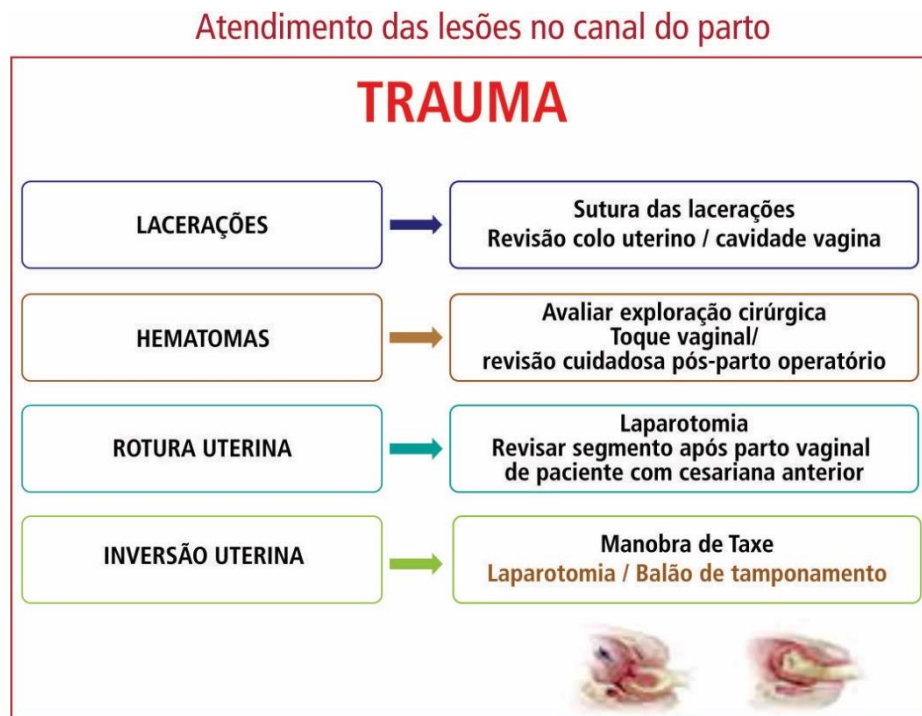 Atendimento das lesões no canal do parto
TRAUMA
LACERAÇÕES
Sutura das lacerações
Revisão colo uterino / cavidade vagina
HEMATOMAS
Avaliar exploração cirúrgica
Toque vaginal/
revisão cuidadosa pós-parto operatório
ROTURA UTERINA
Laparotomia
Revisar segmento após parto vaginal
de paciente com cesariana anterior
INVERSÃO UTERINA
Manobra de Taxe
Laparotomia / Balão de tamponamento